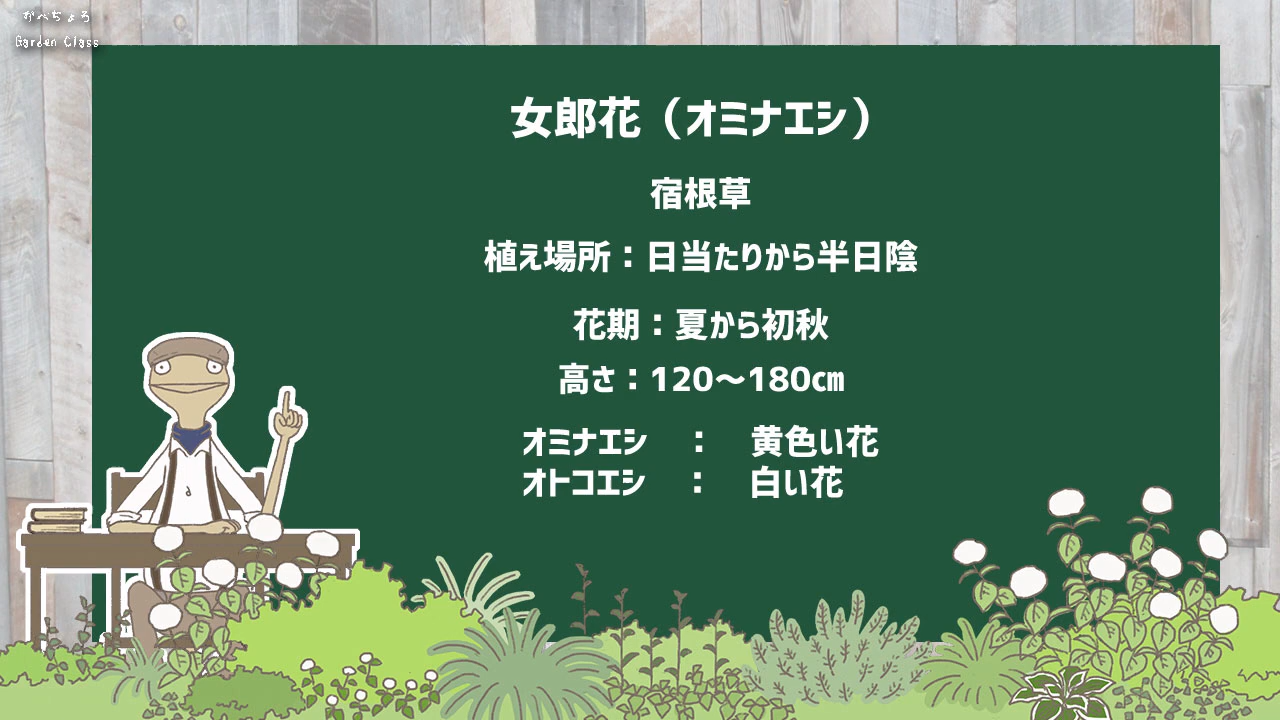 かべちょろ
Garden Class
女郎花（オミナエシ）
宿根草
植え場所：日当たりから半日陰
花期：夏から初秋
高さ：120～180㎝
オミナエシ　：　黄色い花
オトコエシ　：　白い花